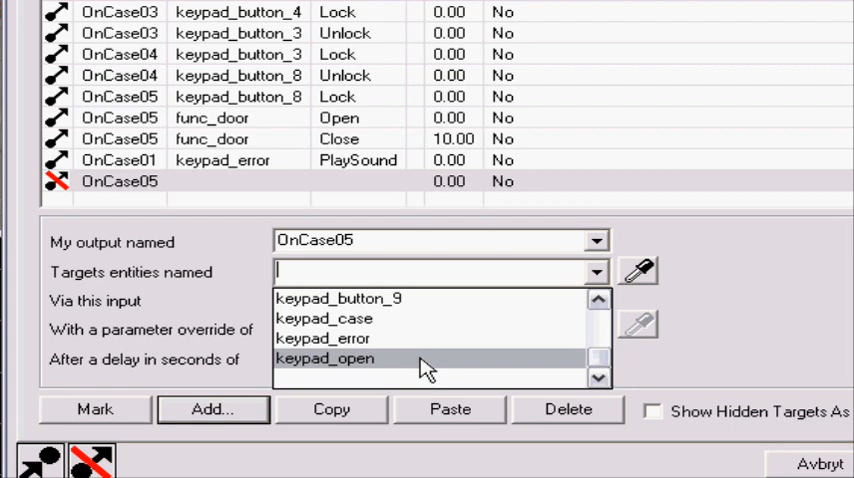 OnCase03 keypad_button_4 Lock 0.00 No
OnCase03 keypad_button_3 Unlock 0.00 No
OnCase04 keypad_button_3 Lock 0.00 No
OnCase04 keypad_button_8 Unlock 0.00 No
OnCase05 keypad_button_8 Lock 0.00 No
OnCase05 func_door Open 0.00 No
OnCase05 func_door Close 10.00 No
OnCase01 keypad_error PlaySound 0.00 No
OnCase05 0.00 No
My output named OnCase05
Targets entities named
keypad_button_9
Via this input
keypad_case
With a parameter override of
keypad_error
After a delay in seconds of
keypad_open
Mark Add... Copy Paste Delete Show Hidden Targets As
Avbryt